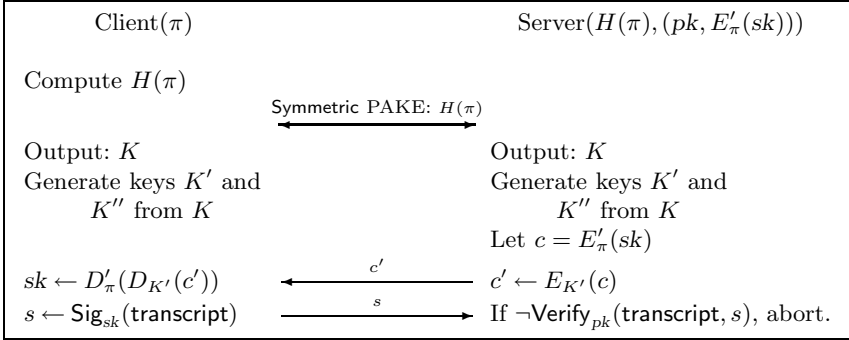 Client(π) Server(H(π), (pk, E′π(sk)))
Compute H(π)
Symmetric PAKE: H(π)
Output: K Output: K
Generate keys K′ and Generate keys K′ and
K″ from K K″ from K
Let c = E′π(sk)
sk ← D′π(DK′(c′)) c′ c′ ← EK′(c)
s ← Sigsk(transcript) s If ¬Verifypk(transcript, s), abort.